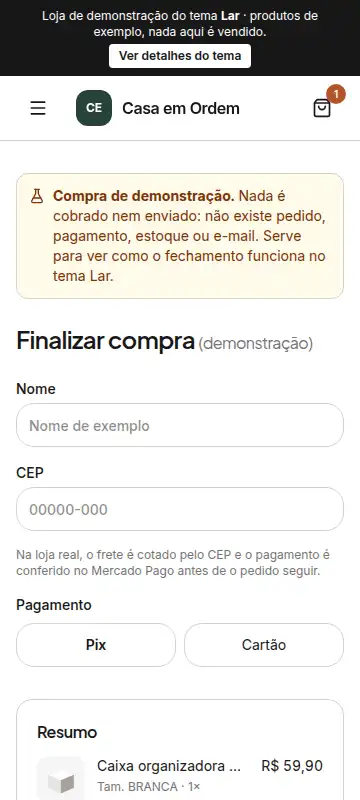 Loja de demonstração do tema Lar · produtos de
exemplo, nada aqui é vendido.
Ver detalhes do tema
CE
Casa em Ordem
1
Compra de demonstração. Nada é
cobrado nem enviado: não existe pedido,
pagamento, estoque ou e-mail. Serve
para ver como o fechamento funciona no
tema Lar.
Finalizar compra (demonstração)
Nome
Nome de exemplo
CEP
00000-000
Na loja real, o frete é cotado pelo CEP e o pagamento é
conferido no Mercado Pago antes de o pedido seguir.
Pagamento
Pix
Cartão
Resumo
Caixa organizadora ... R$ 59,90
Tam. BRANCA · 1×